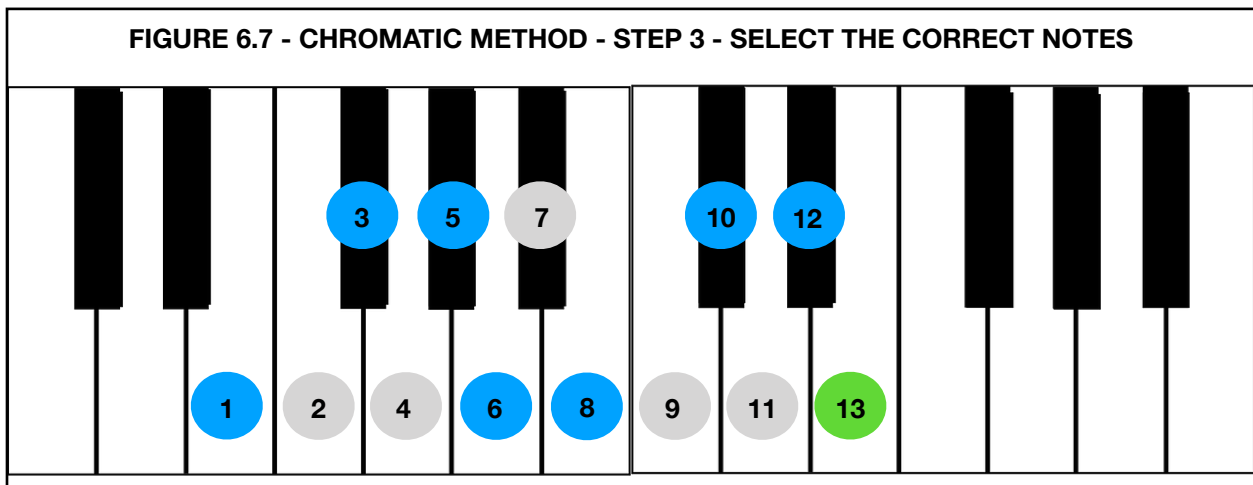 FIGURE 6.7 - CHROMATIC METHOD - STEP 3 - SELECT THE CORRECT NOTES
3 5 7 10 12
1 2 4 6 8 9 11 13